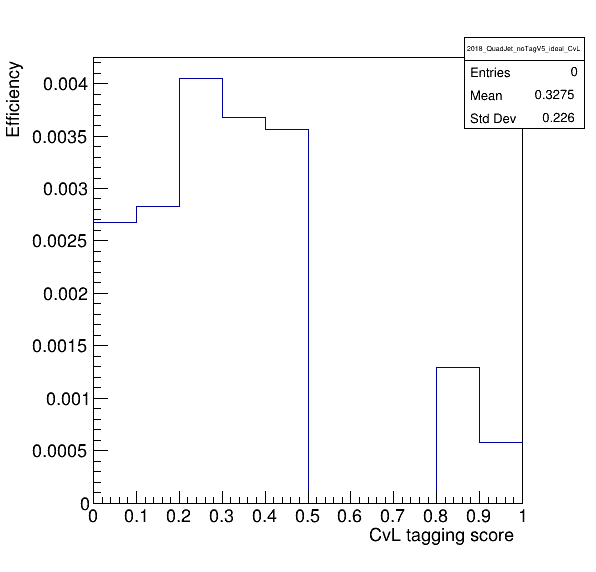 2018_QuadJet_noTagV5_ideal_CvL
Entries 0
Mean 0.3275
Std Dev 0.226
Efficiency
0.004
0.0035
0.003
0.0025
0.002
0.0015
0.001
0.0005
0
0 0.1 0.2 0.3 0.4 0.5 0.6 0.7 0.8 0.9 1
CvL tagging score